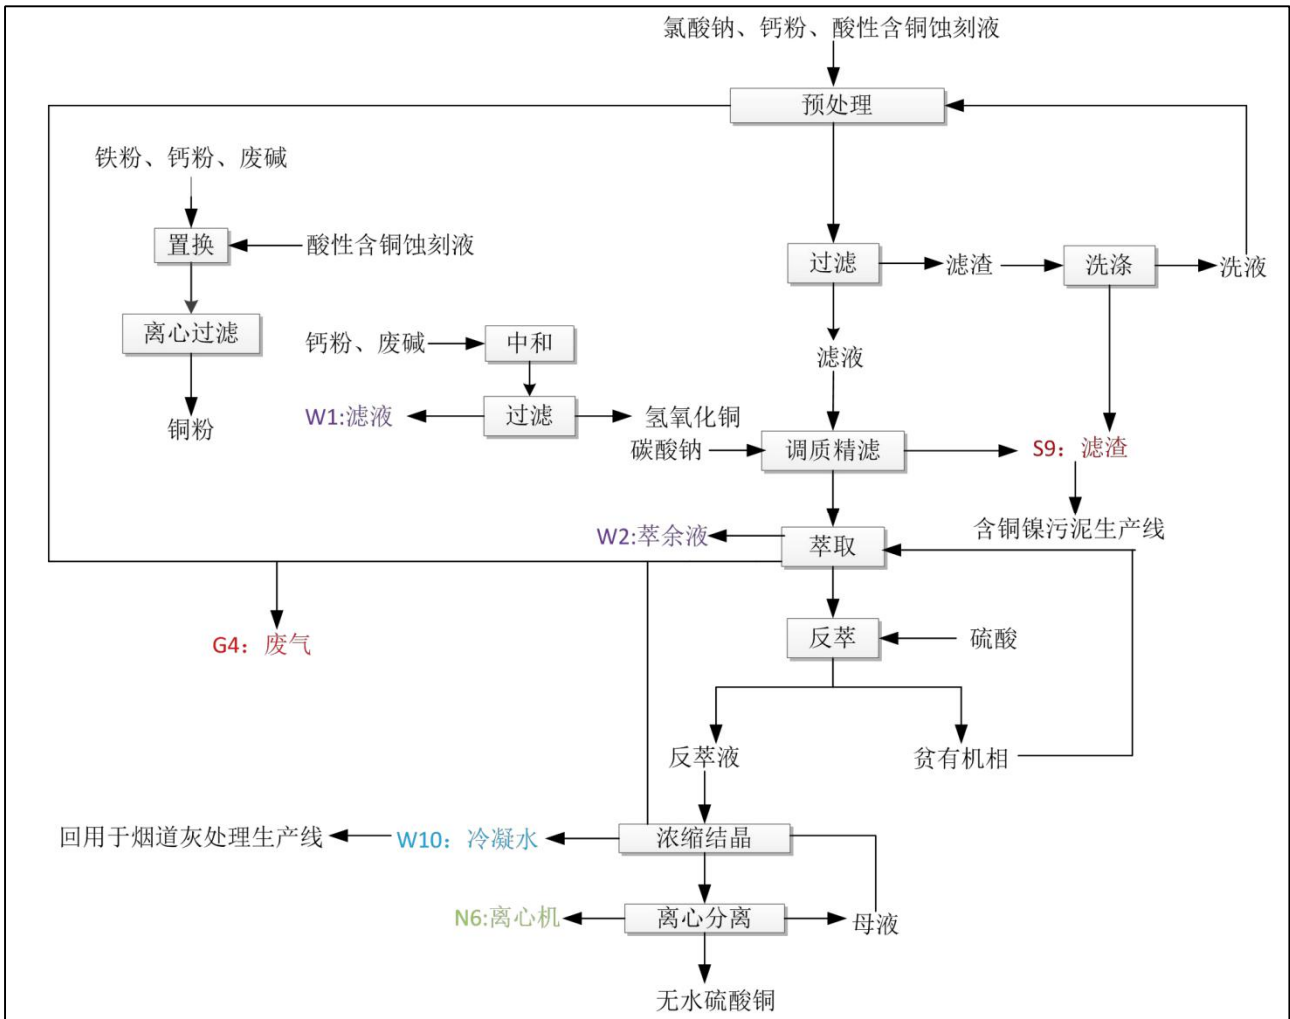 氯酸钠、钙粉、酸性含铜蚀刻液
预处理
铁粉、钙粉、废碱
置换
酸性含铜蚀刻液
过滤
滤渣
洗涤
洗液
离心过滤
钙粉、废碱
中和
滤液
铜粉
W1:滤液
过滤
氢氧化铜
碳酸钠
调质精滤
S9：滤渣
W2:萃余液
萃取
含铜镍污泥生产线
G4：废气
反萃
硫酸
反萃液
贫有机相
回用于烟道灰处理生产线
W10：冷凝水
浓缩结晶
N6:离心机
离心分离
母液
无水硫酸铜